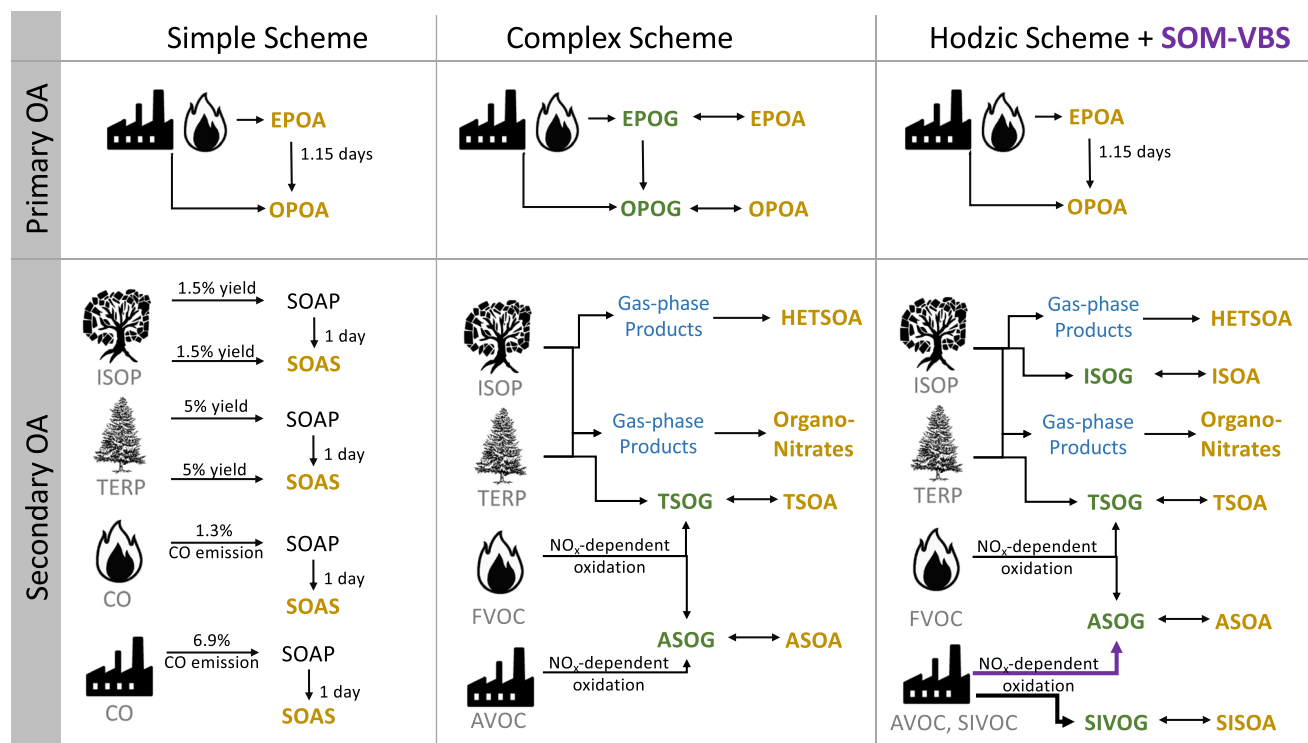 Simple Scheme
Complex Scheme
Hodzic Scheme + SOM-VBS
Primary OA
EPOA
1.15 days
OPOA
EPOG
EPOA
OPOG
OPOA
EPOA
1.15 days
OPOA
Secondary OA
1.5% yield
SOAP
1 day
1.5% yield
SOAS
ISOP
5% yield
SOAP
1 day
5% yield
SOAS
TERP
1.3%
CO emission
SOAP
1 day
SOAS
CO
6.9%
CO emission
SOAP
1 day
SOAS
CO
Gas-phase
Products
HETSOA
ISOP
Gas-phase
Products
Organo-
Nitrates
TERP
TSOG
TSOA
NOx-dependent
oxidation
FVOC
ASOG
ASOA
NOx-dependent
oxidation
AVOC
Gas-phase
Products
HETSOA
ISOG
ISOA
ISOP
Gas-phase
Products
Organo-
Nitrates
TERP
TSOG
TSOA
NOx-dependent
oxidation
FVOC
ASOG
ASOA
NOx-dependent
oxidation
AVOC, SIVOC
SIVOG
SISOA